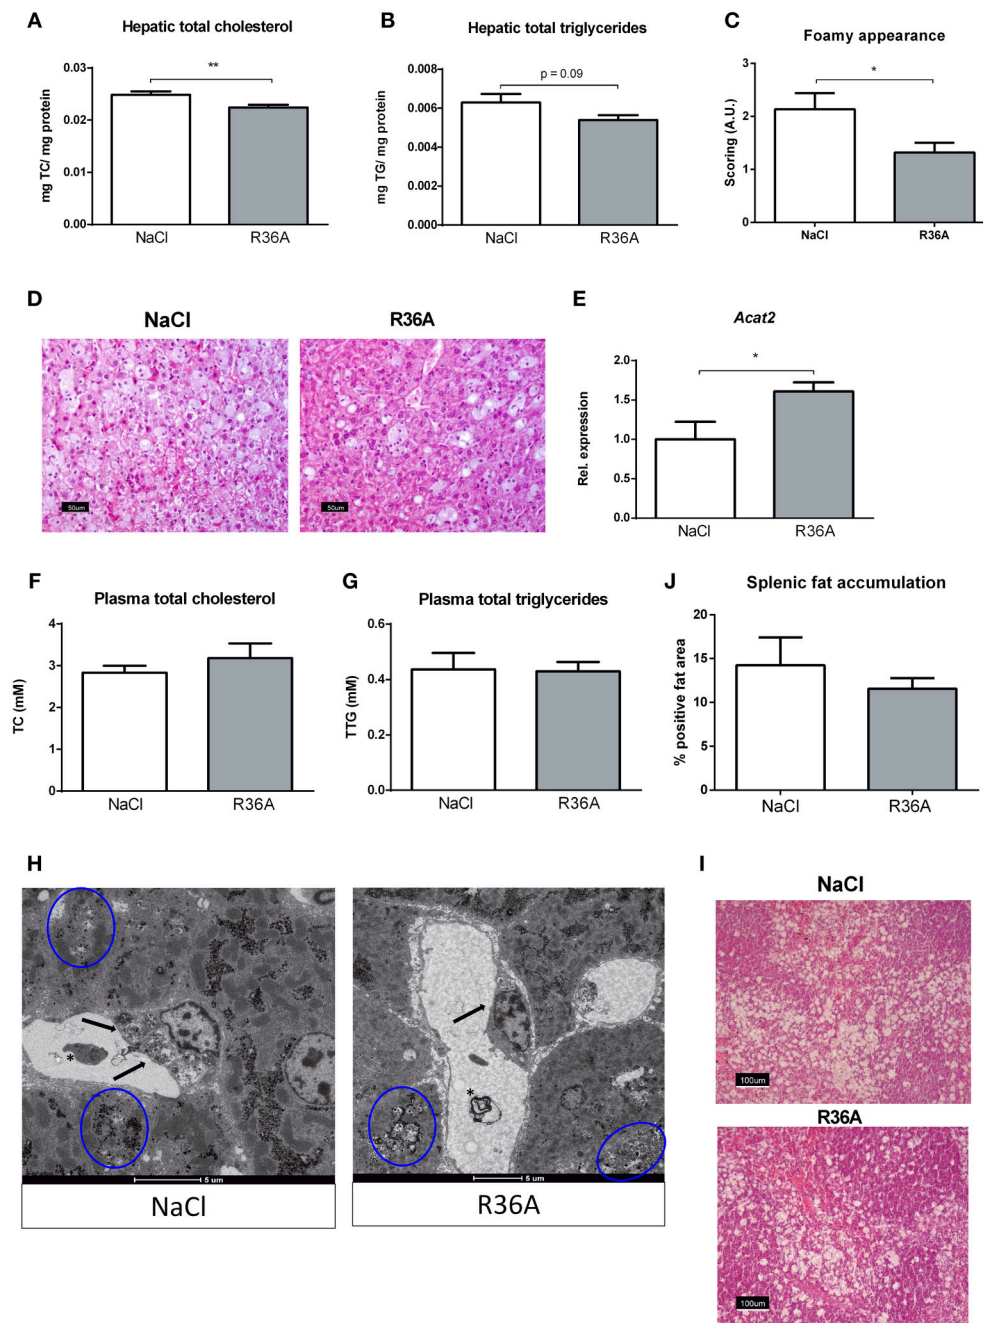 A
Hepatic total cholesterol
mg TC/ mg protein
0.03
0.02
0.01
0.00
**
NaCl
R36A
B
Hepatic total triglycerides
mg TG/ mg protein
0.008
0.006
0.004
0.002
0.000
p = 0.09
NaCl
R36A
C
Foamy appearance
Scoring (A.U.)
3
2
1
0
*
NaCl
R36A
D
NaCl
R36A
50um
50um
E
Acat2
Rel. expression
2.0
1.5
1.0
0.5
0.0
*
NaCl
R36A
F
Plasma total cholesterol
TC (mM)
4
3
2
1
0
NaCl
R36A
G
Plasma total triglycerides
TTG (mM)
0.6
0.4
0.2
0.0
NaCl
R36A
J
Splenic fat accumulation
% positive fat area
20
15
10
5
0
NaCl
R36A
H
*
5 um
NaCl
*
5 um
R36A
I
NaCl
100um
R36A
100um